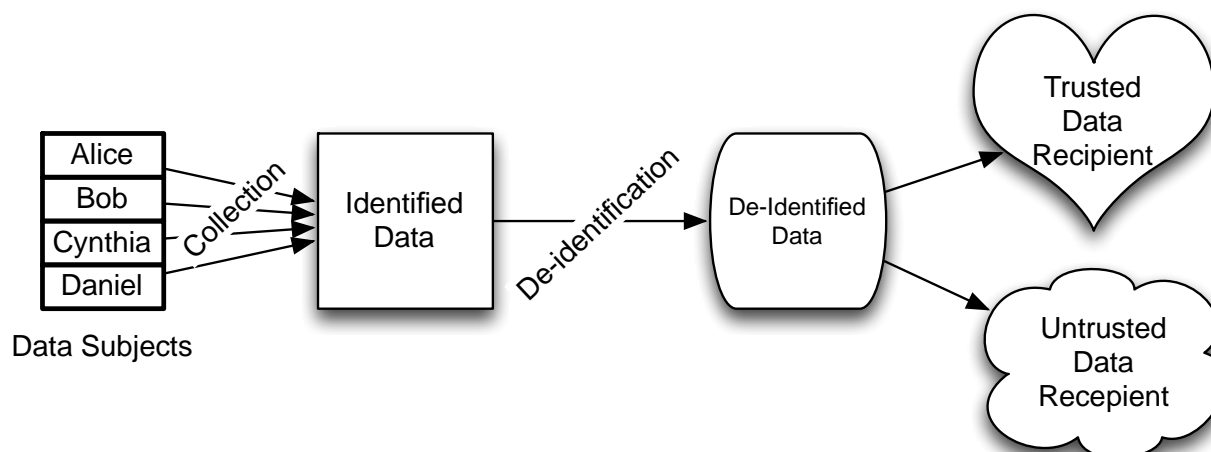 Alice
Bob
Cynthia
Daniel
Data Subjects
Collection
Identified
Data
De-identification
De-Identified
Data
Trusted
Data
Recipient
Untrusted
Data
Recepient